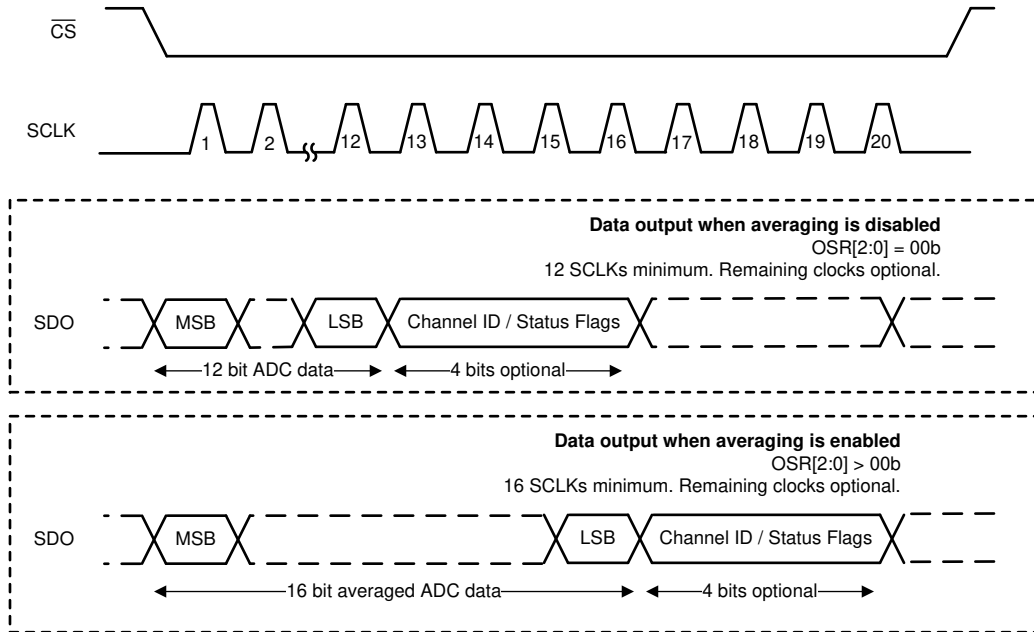 CS
SCLK
1 2 12 13 14 15 16 17 18 19 20
Data output when averaging is disabled
OSR[2:0] = 00b
12 SCLKs minimum. Remaining clocks optional.
SDO
MSB LSB Channel ID / Status Flags
12 bit ADC data 4 bits optional
Data output when averaging is enabled
OSR[2:0] > 00b
16 SCLKs minimum. Remaining clocks optional.
SDO
MSB LSB Channel ID / Status Flags
16 bit averaged ADC data 4 bits optional